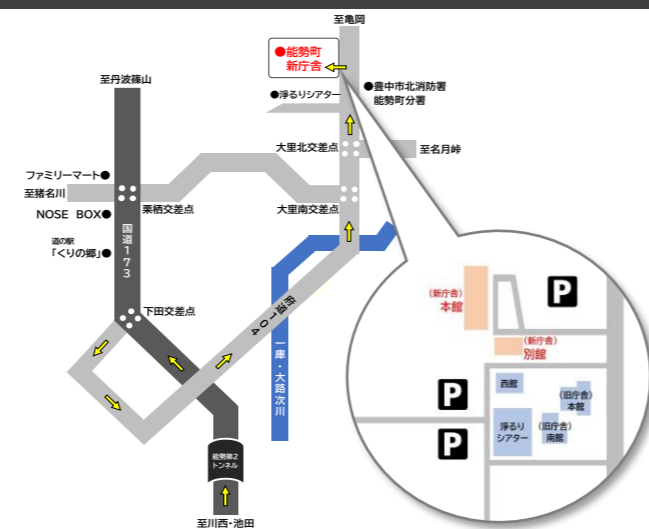 至亀岡
●能勢町
新庁舎
至丹波篠山
●豊中市北消防署
能勢町分署
●浄るりシアター
大里北交差点
至名月峠
ファミリーマート●
至猪名川
栗栖交差点
大里南交差点
NOSE BOX●
国道173
道の駅
「くりの郷」●
下田交差点
府道104
一庫・大路次川
能勢第2
トンネル
至川西・池田
(新庁舎)
本館
P
(新庁舎)
別館
西館
(旧庁舎)
本館
P
浄るり
シアター
(旧庁舎)
南館
P